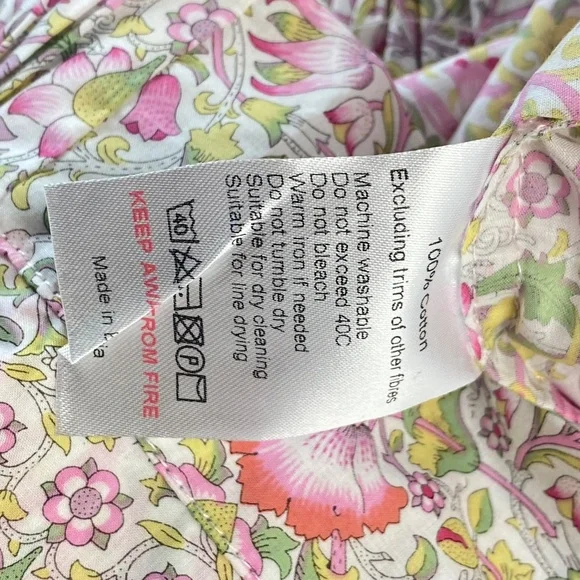 100% Cotton
Excluding trims of other fibres
Machine washable
Do not exceed 40C
Do not bleach
Warm iron if needed
Do not tumble dry
Suitable for dry cleaning
Suitable for line drying
40 P
KEEP FROM FIRE
Made in